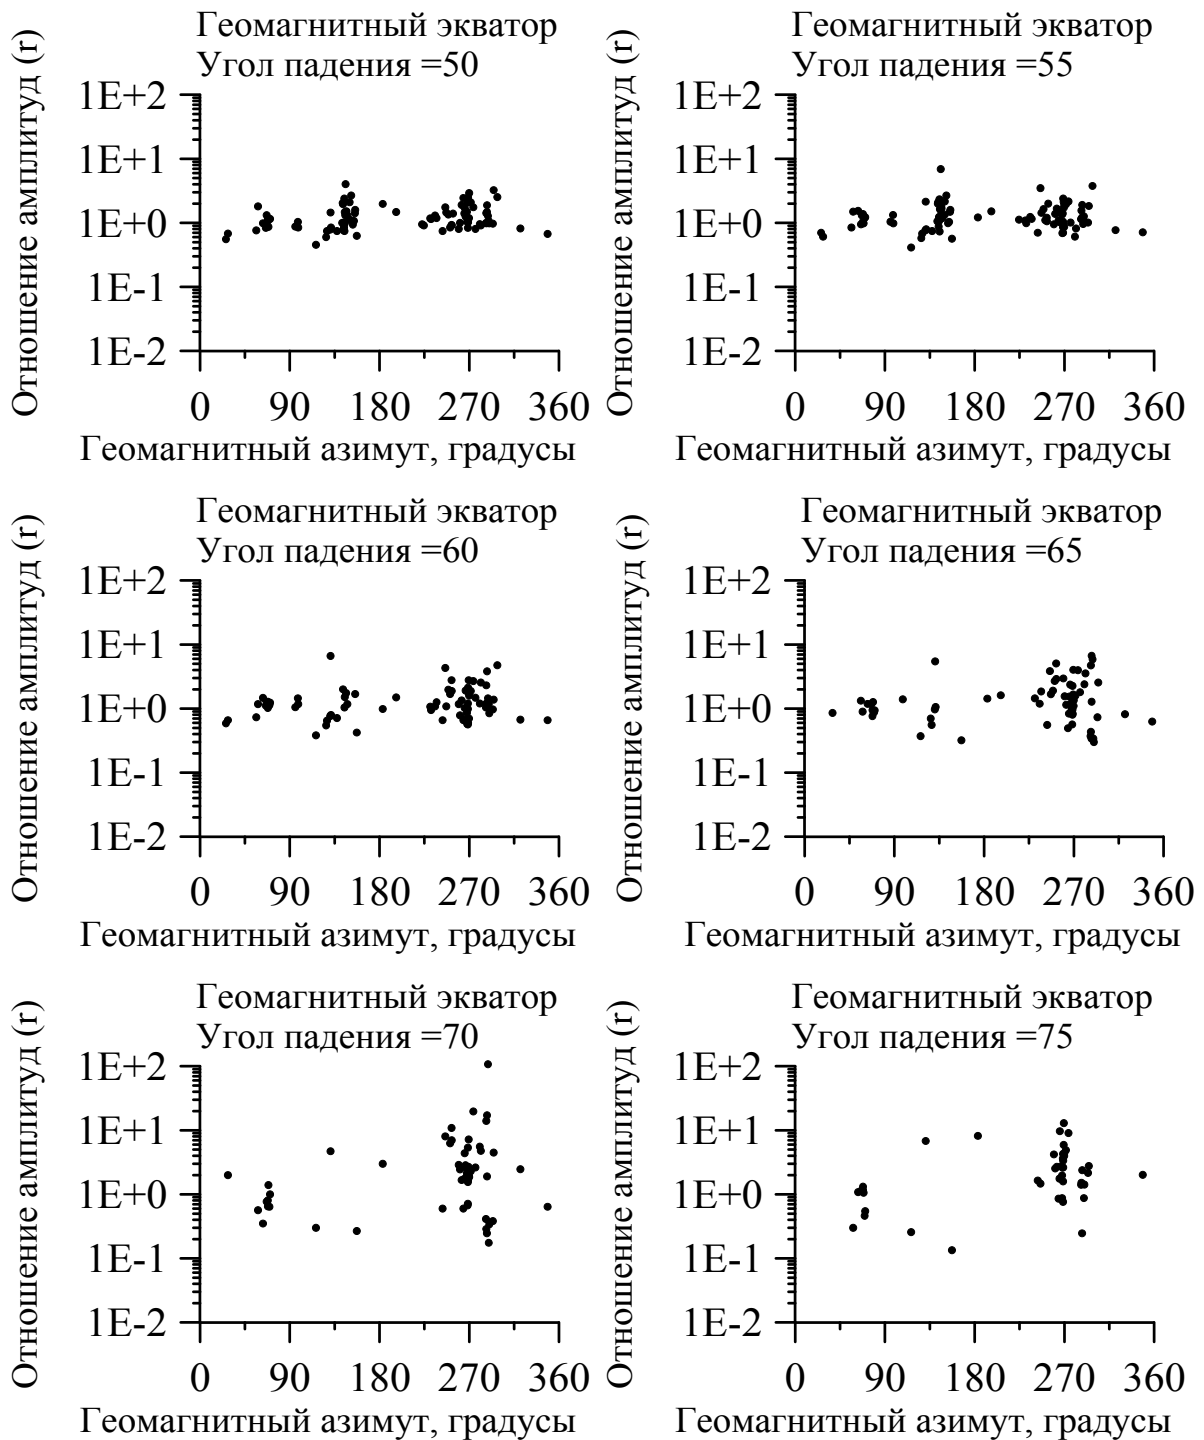 Геомагнитный экватор
Угол падения =50
Отношение амплитуд (r)
1E+2
1E+1
1E+0
1E-1
1E-2
0 90 180 270 360
Геомагнитный азимут, градусы
Геомагнитный экватор
Угол падения =55
Отношение амплитуд (r)
1E+2
1E+1
1E+0
1E-1
1E-2
0 90 180 270 360
Геомагнитный азимут, градусы
Геомагнитный экватор
Угол падения =60
Отношение амплитуд (r)
1E+2
1E+1
1E+0
1E-1
1E-2
0 90 180 270 360
Геомагнитный азимут, градусы
Геомагнитный экватор
Угол падения =65
Отношение амплитуд (r)
1E+2
1E+1
1E+0
1E-1
1E-2
0 90 180 270 360
Геомагнитный азимут, градусы
Геомагнитный экватор
Угол падения =70
Отношение амплитуд (r)
1E+2
1E+1
1E+0
1E-1
1E-2
0 90 180 270 360
Геомагнитный азимут, градусы
Геомагнитный экватор
Угол падения =75
Отношение амплитуд (r)
1E+2
1E+1
1E+0
1E-1
1E-2
0 90 180 270 360
Геомагнитный азимут, градусы